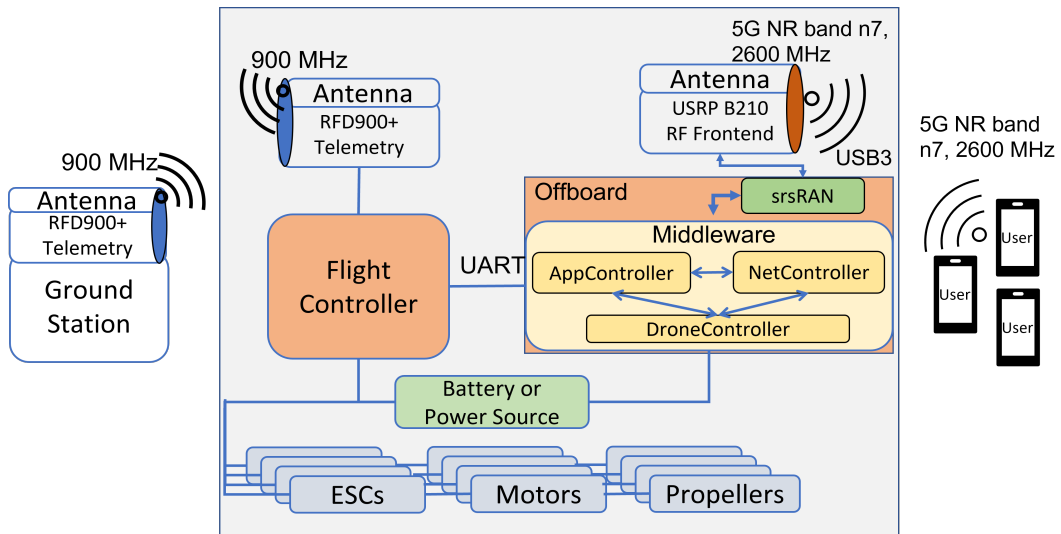 5G NR band n7,
2600 MHz
900 MHz
Antenna
RFD900+
Telemetry
Antenna
USRP B210
RF Frontend
USB3
5G NR band
n7, 2600 MHz
900 MHz
Antenna
RFD900+
Telemetry
Ground
Station
Offboard
srsRAN
Middleware
AppController
NetController
DroneController
Flight
Controller
UART
User
User
User
Battery or
Power Source
ESCs
Motors
Propellers